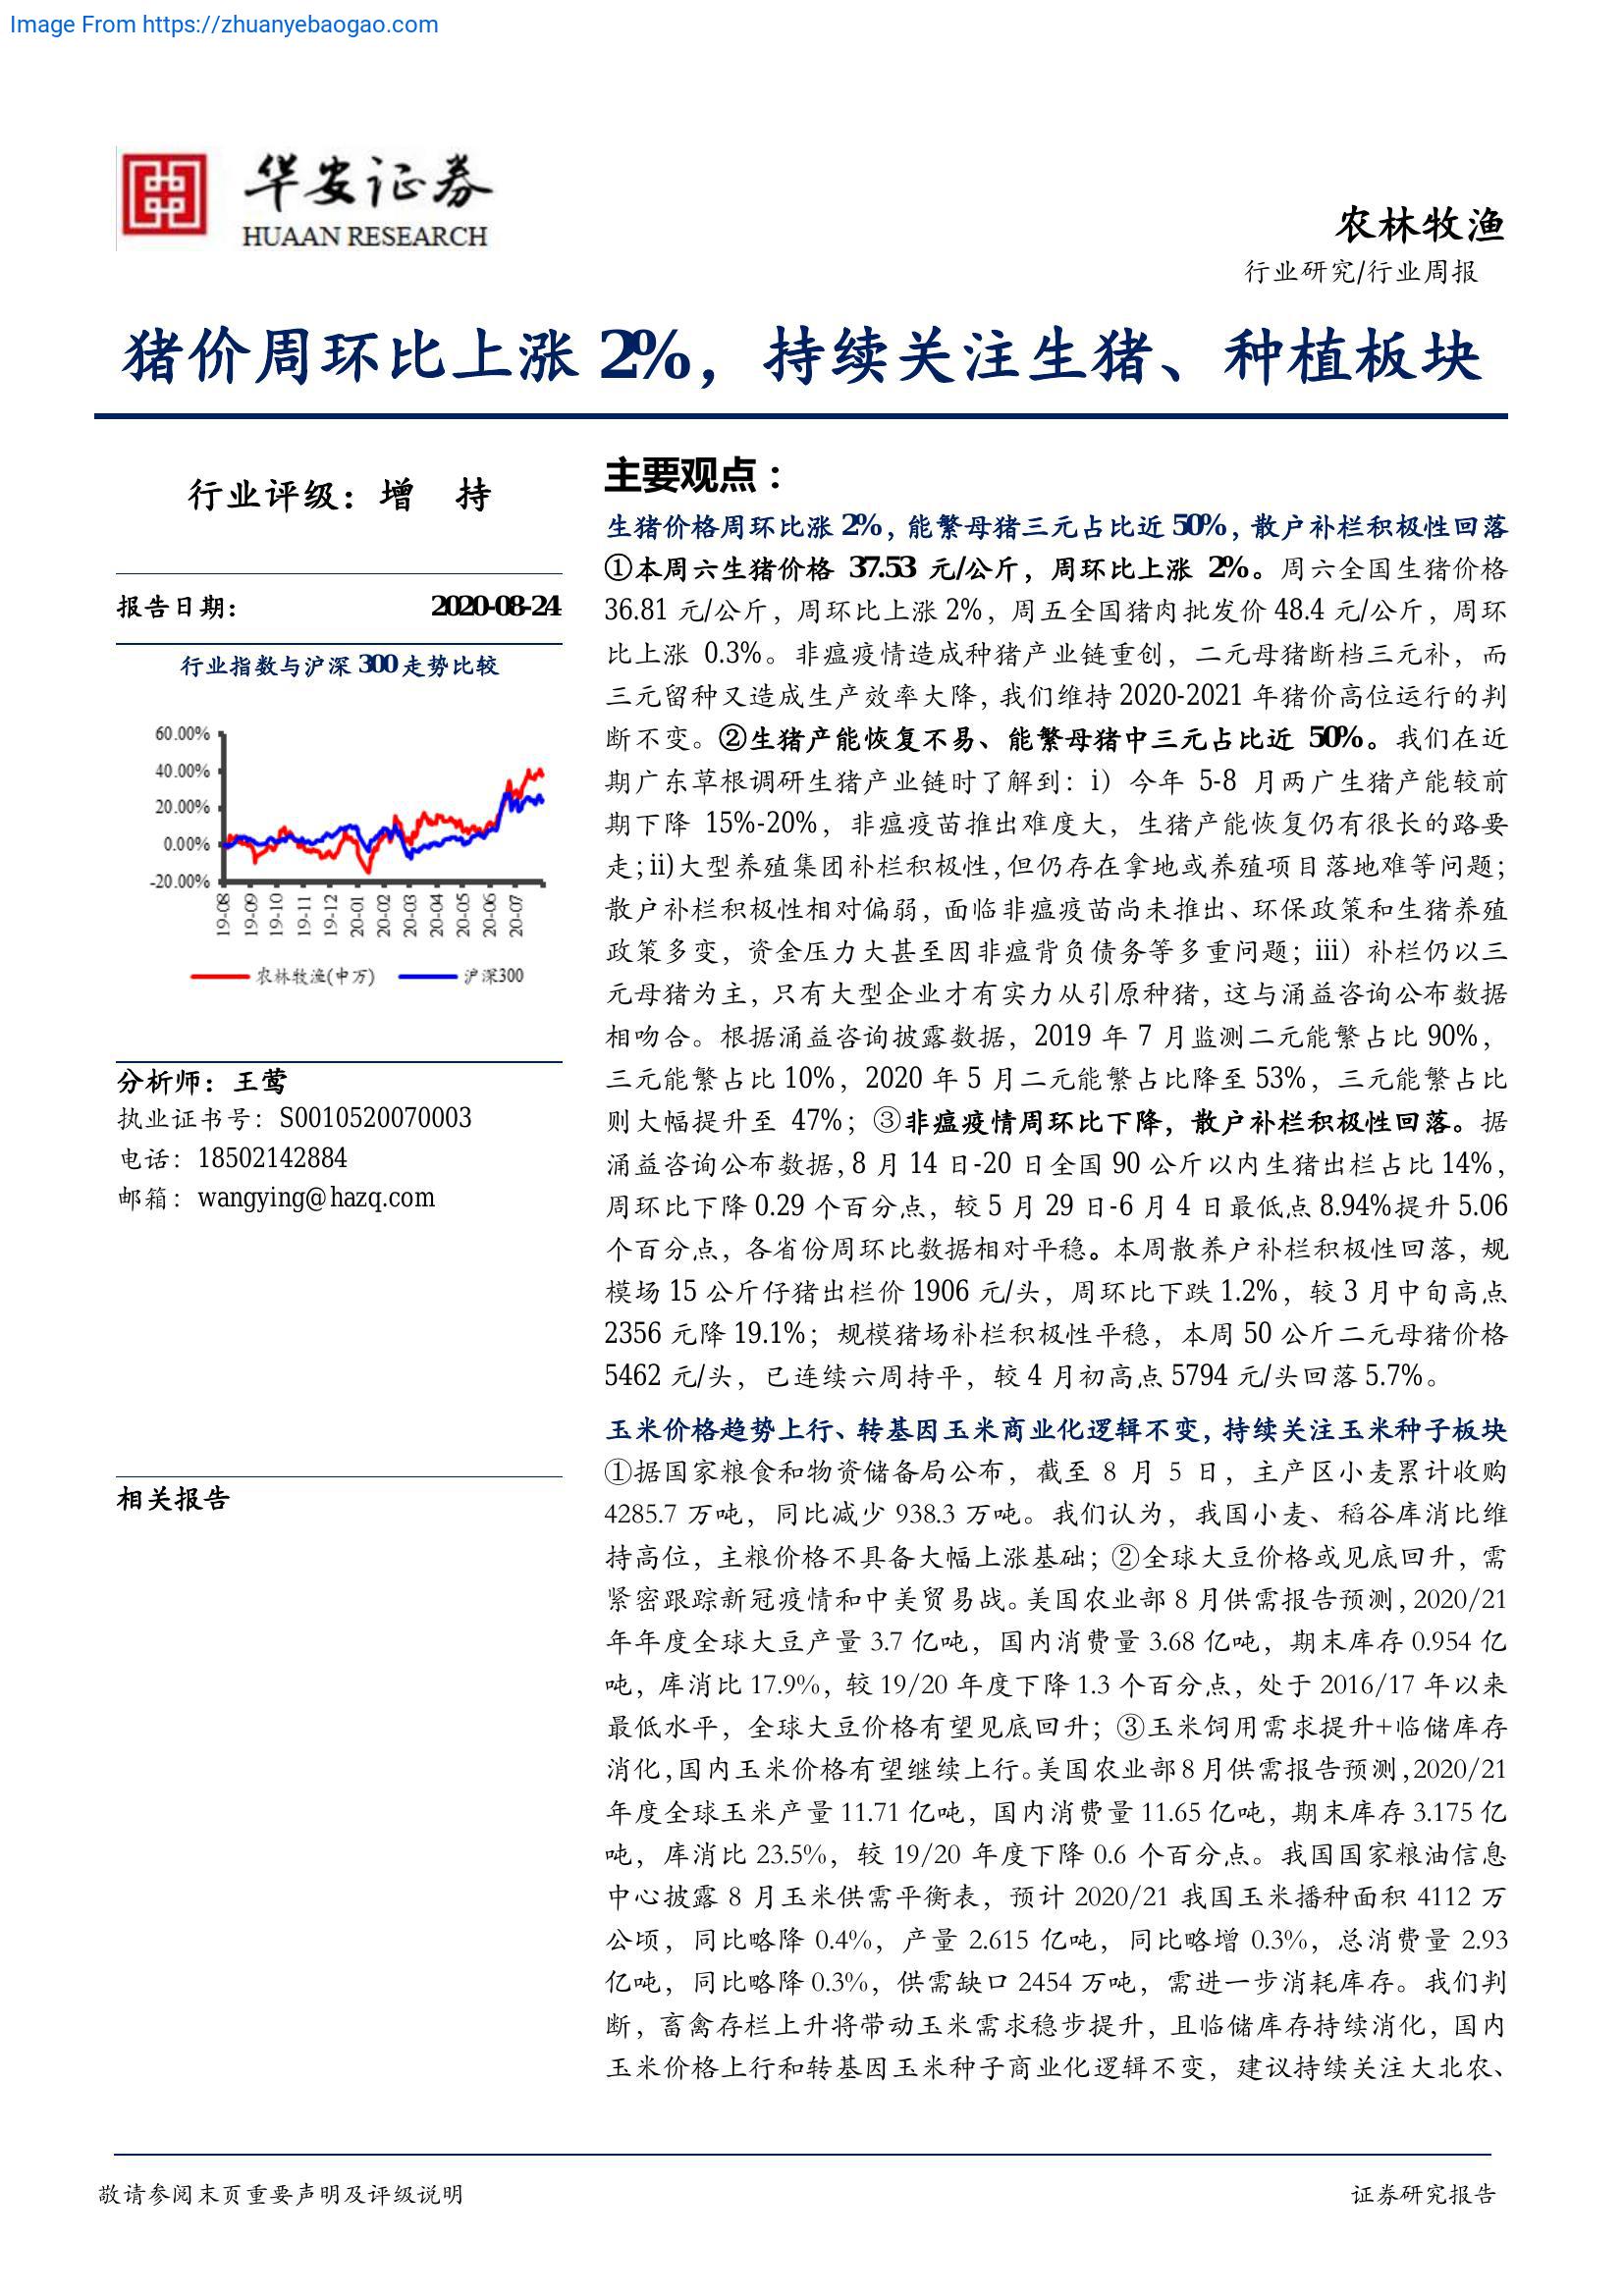 Image From https://zhuanyebaogao.com
华安证券
HUAAN RESEARCH
农林牧渔
行业研究/行业周报
猪价周环比上涨 2%，持续关注生猪、种植板块
行业评级：增 持
报告日期： 2020-08-24
行业指数与沪深 300 走势比较
60.00%
40.00%
20.00%
0.00%
-20.00%
19-08
19-09
19-10
19-11
19-12
20-01
20-02
20-03
20-04
20-05
20-06
20-07
农林牧渔(申万) 沪深300
分析师：王莺
执业证书号：S0010520070003
电话：18502142884
邮箱：wangying@hazq.com
相关报告
主要观点：
生猪价格周环比涨 2%，能繁母猪三元占比近 50%，散户补栏积极性回落
①本周六生猪价格 37.53 元/公斤，周环比上涨 2%。周六全国生猪价格
36.81 元/公斤，周环比上涨 2%，周五全国猪肉批发价 48.4 元/公斤，周环
比上涨 0.3%。非瘟疫情造成种猪产业链重创，二元母猪断档三元补，而
三元留种又造成生产效率大降，我们维持 2020-2021 年猪价高位运行的判
断不变。②生猪产能恢复不易、能繁母猪中三元占比近 50%。我们在近
期广东草根调研生猪产业链时了解到：i）今年 5-8 月两广生猪产能较前
期下降 15%-20%，非瘟疫苗推出难度大，生猪产能恢复仍有很长的路要
走；ii)大型养殖集团补栏积极性，但仍存在拿地或养殖项目落地难等问题；
散户补栏积极性相对偏弱，面临非瘟疫苗尚未推出、环保政策和生猪养殖
政策多变，资金压力大甚至因非瘟背负债务等多重问题；iii）补栏仍以三
元母猪为主，只有大型企业才有实力从引原种猪，这与涌益咨询公布数据
相吻合。根据涌益咨询披露数据，2019 年 7 月监测二元能繁占比 90%，
三元能繁占比 10%，2020 年 5 月二元能繁占比降至 53%，三元能繁占比
则大幅提升至 47%；③非瘟疫情周环比下降，散户补栏积极性回落。据
涌益咨询公布数据，8 月 14 日-20 日全国 90 公斤以内生猪出栏占比 14%，
周环比下降 0.29 个百分点，较 5 月 29 日-6 月 4 日最低点 8.94%提升 5.06
个百分点，各省份周环比数据相对平稳。本周散养户补栏积极性回落，规
模场 15 公斤仔猪出栏价 1906 元/头，周环比下跌 1.2%，较 3 月中旬高点
2356 元降 19.1%；规模猪场补栏积极性平稳，本周 50 公斤二元母猪价格
5462 元/头，已连续六周持平，较 4 月初高点 5794 元/头回落 5.7%。
玉米价格趋势上行、转基因玉米商业化逻辑不变，持续关注玉米种子板块
①据国家粮食和物资储备局公布，截至 8 月 5 日，主产区小麦累计收购
4285.7 万吨，同比减少 938.3 万吨。我们认为，我国小麦、稻谷库消比维
持高位，主粮价格不具备大幅上涨基础；②全球大豆价格或见底回升，需
紧密跟踪新冠疫情和中美贸易战。美国农业部 8 月供需报告预测，2020/21
年年度全球大豆产量 3.7 亿吨，国内消费量 3.68 亿吨，期末库存 0.954 亿
吨，库消比 17.9%，较 19/20 年度下降 1.3 个百分点，处于 2016/17 年以来
最低水平，全球大豆价格有望见底回升；③玉米饲用需求提升+临储库存
消化，国内玉米价格有望继续上行。美国农业部 8 月供需报告预测，2020/21
年度全球玉米产量 11.71 亿吨，国内消费量 11.65 亿吨，期末库存 3.175 亿
吨，库消比 23.5%，较 19/20 年度下降 0.6 个百分点。我国国家粮油信息
中心披露 8 月玉米供需平衡表，预计 2020/21 我国玉米播种面积 4112 万
公顷，同比略降 0.4%，产量 2.615 亿吨，同比略增 0.3%，总消费量 2.93
亿吨，同比略降 0.3%，供需缺口 2454 万吨，需进一步消耗库存。我们判
断，畜禽存栏上升将带动玉米需求稳步提升，且临储库存持续消化，国内
玉米价格上行和转基因玉米种子商业化逻辑不变，建议持续关注大北农、
敬请参阅末页重要声明及评级说明
证券研究报告